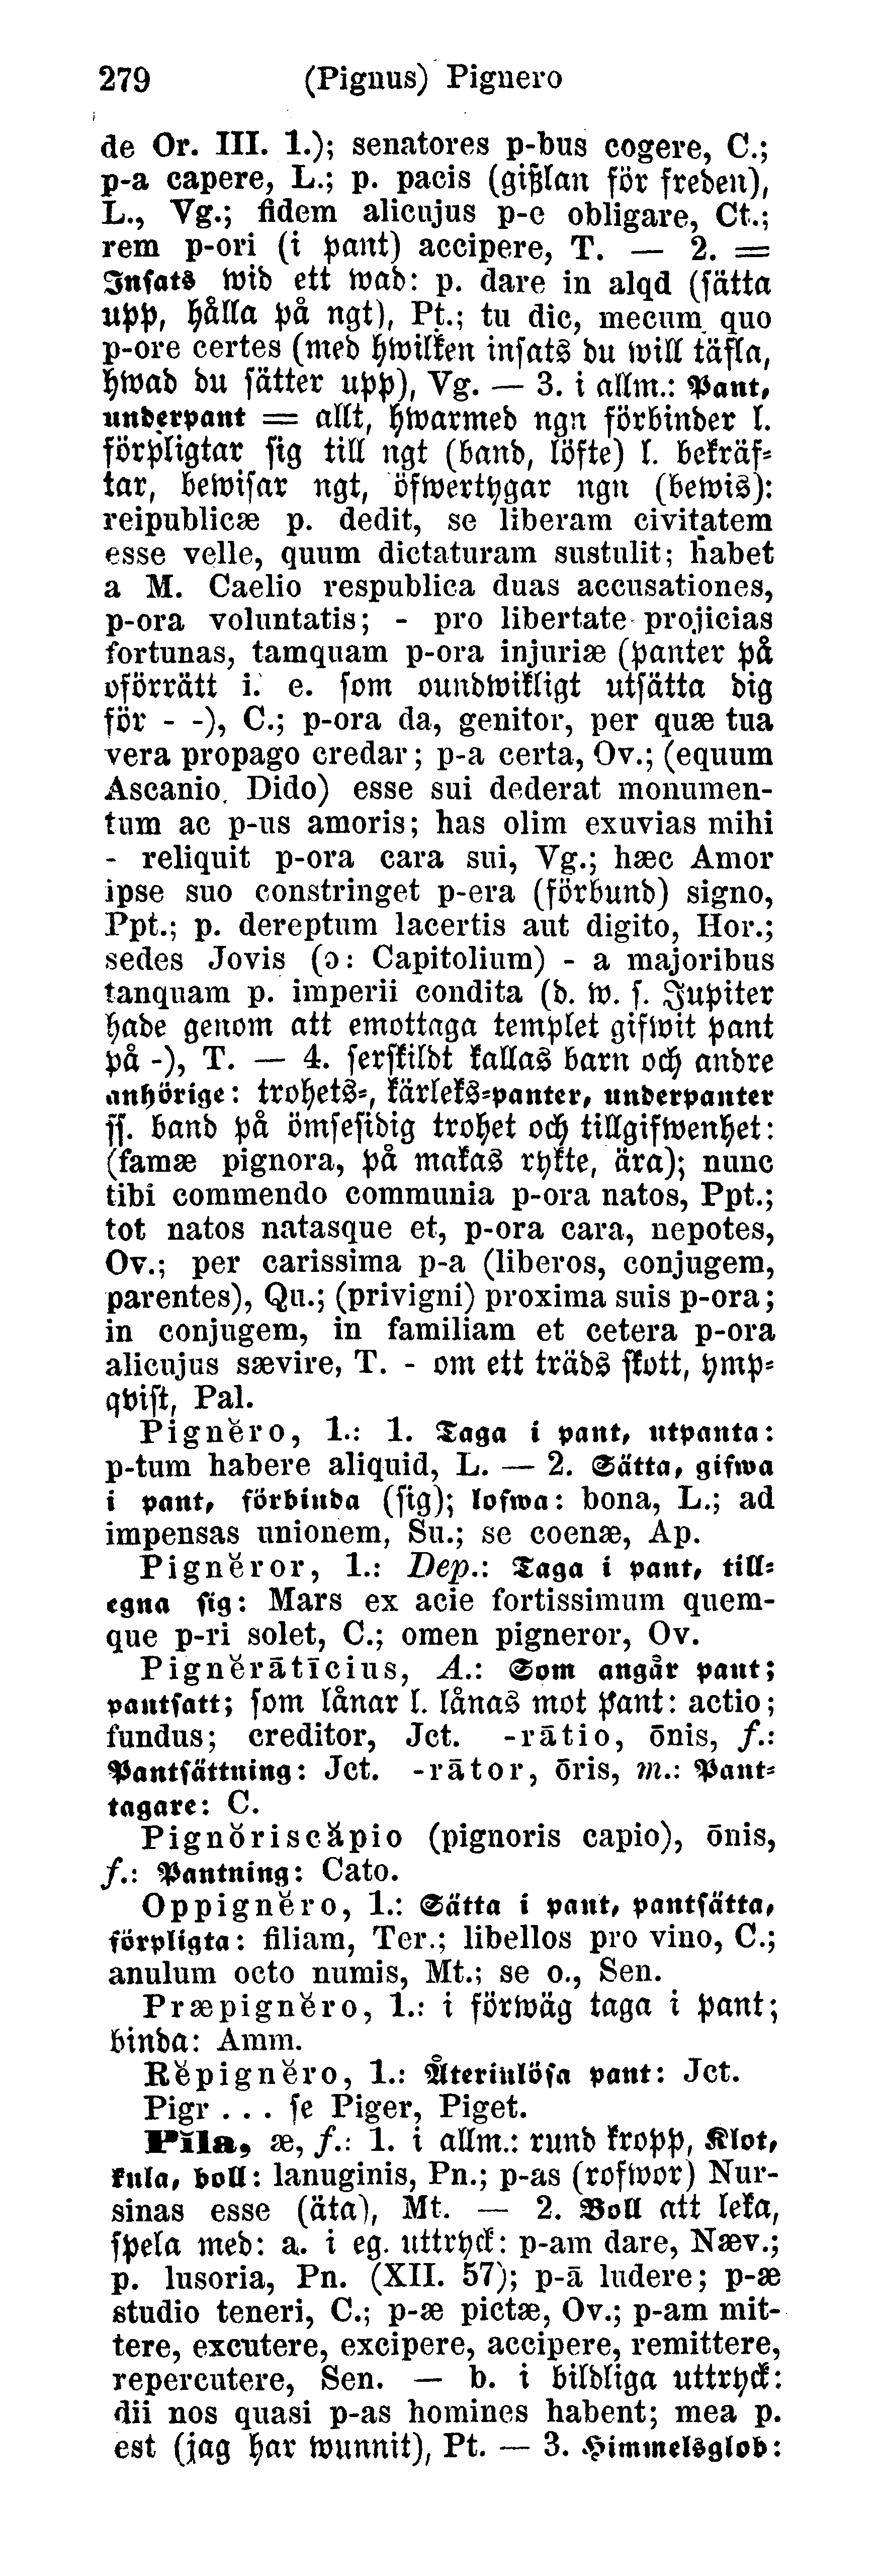 279 (Pignus) Pignero
de Or. III. 1.); senatores p-bus cogere, C.;
p-a capere, L.; p. pacis (gißlan för freden),
L., Vg.; fidem alicujus p-e obligare, Ct.;
rem p-ori (i pant) accipere, T. — 2. =
Insats wid ett wad: p. dare in alqd (sätta
upp, hålla på ngt), Pt.; tu dic, mecum quo
p-ore certes (med hwilken insats du will täfla,
hwad du sätter upp), Vg. — 3. i allm.: Pant,
underpant = allt, hwarmed ngn förbinder l.
förpligtar sig till ngt (band, löfte) l. bekräf-
tar, bewisar ngt, öfwertygar ngn (bewis):
reipublicæ p. dedit, se liberam civitatem
esse velle, quum dictaturam sustulit; habet
a M. Caelio respublica duas accusationes,
p-ora voluntatis; - pro libertate projicias
fortunas, tamquam p-ora injuriæ (panter på
oförrätt i. e. som oundwikligt utsätta dig
för - -), C.; p-ora da, genitor, per quæ tua
vera propago credar; p-a certa, Ov.; (equum
Ascanio Dido) esse sui dederat monumen-
tum ac p-us amoris; has olim exuvias mihi
- reliquit p-ora cara sui, Vg.; hæc Amor
ipse suo constringet p-era (förbund) signo,
Ppt.; p. dereptum lacertis aut digito, Hor.;
sedes Jovis (ɔ: Capitolium) - a majoribus
tanquam p. imperii condita (d. w. s. Jupiter
hade genom att emottaga templet gifwit pant
på -), T. — 4. serskildt kallas barn och andre
anhörige: trohets-, kärleks-panter, underpanter
ss. band på ömsesidig trohet och tillgifwenhet:
(famæ pignora, på makas rykte, ära); nunc
tibi commendo communia p-ora natos, Ppt.;
tot natos natasque et, p-ora cara, nepotes,
Ov.; per carissima p-a (liberos, conjugem,
parentes), Qu.; (privigni) proxima suis p-ora;
in conjugem, in familiam et cetera p-ora
alicujus sævire, T. - om ett träds skott, ymp-
qvist, Pal.
Pignĕro, 1.: 1. Taga i pant, utpanta:
p-tum habere aliquid, L. — 2. Sätta, gifwa
i pant, förbinda (sig); lofwa: bona, L.; ad
impensas unionem, Su.; se coenæ, Ap.
Pignĕror, 1.: Dep.: Taga i pant, till-
egna sig: Mars ex acie fortissimum quem-
que p-ri solet, C.; omen pigneror, Ov.
Pignĕrātīcius, A.: Som angår pant;
pantsatt; som lånar l. lånas mot pant: actio;
fundus; creditor, Jct. -rātio, ōnis, f.:
Pantsättning: Jct. -rātor, ōris, m.: Pant-
tagare: C.
Pignŏriscăpio (pignoris capio), ōnis,
f.: Pantning: Cato.
Oppignĕro, 1.: Sätta i pant, pantsätta,
förpligta: filiam, Ter.; libellos pro vino, C.;
anulum octo numis, Mt.; se o., Sen.
Præpignĕro, 1.: i förwäg taga i pant;
binda: Amm.
Rĕpignĕro, 1.: Återinlösa pant: Jct.
Pigr . . . se Piger, Piget.
Pĭla, æ, f.: 1. i allm.: rund kropp, Klot,
kula, boll: lanuginis, Pn.; p-as (rofwor) Nur-
sinas esse (äta), Mt. — 2. Boll att leka,
spela med: a. i eg. uttryck: p-am dare, Næv.;
p. lusoria, Pn. (XII. 57); p-ā ludere; p-æ
studio teneri, C.; p-æ pictæ, Ov.; p-am mit-
tere, excutere, excipere, accipere, remittere,
repercutere, Sen. — b. i bildliga uttryck:
dii nos quasi p-as homines habent; mea p.
est (jag har wunnit), Pt. — 3. Himmelsglob: